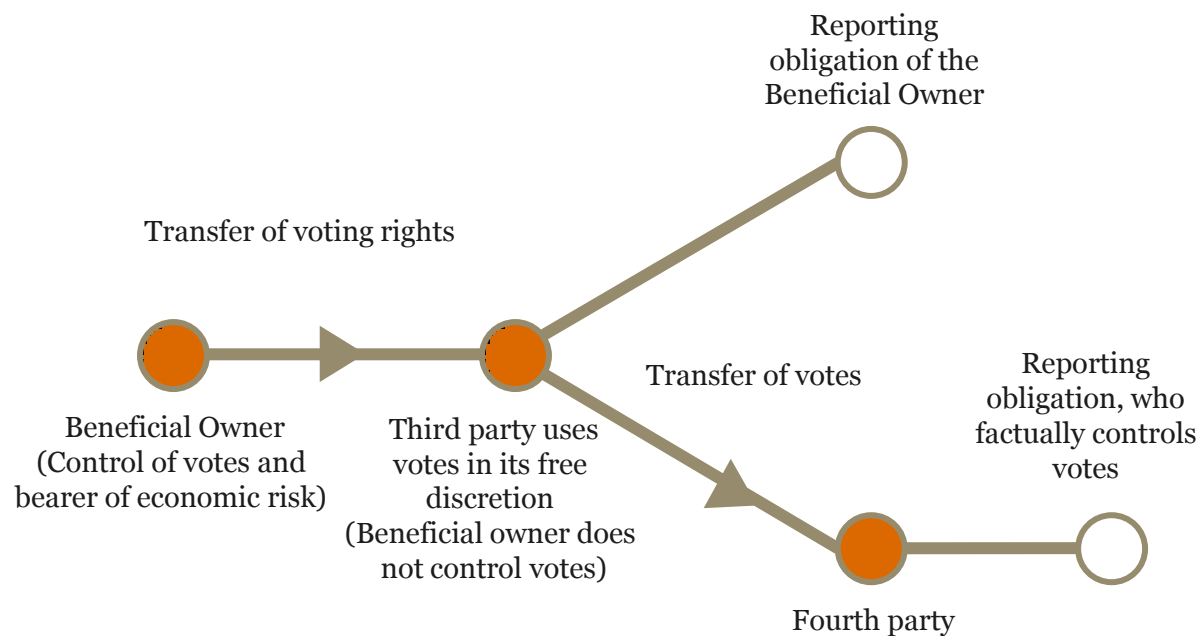 Reporting
obligation of the
Beneficial Owner
Transfer of voting rights
Transfer of votes
Reporting
obligation, who
factually controls
votes
Beneficial Owner
(Control of votes and
bearer of economic risk)
Third party uses
votes in its free
discretion
(Beneficial owner does
not control votes)
Fourth party